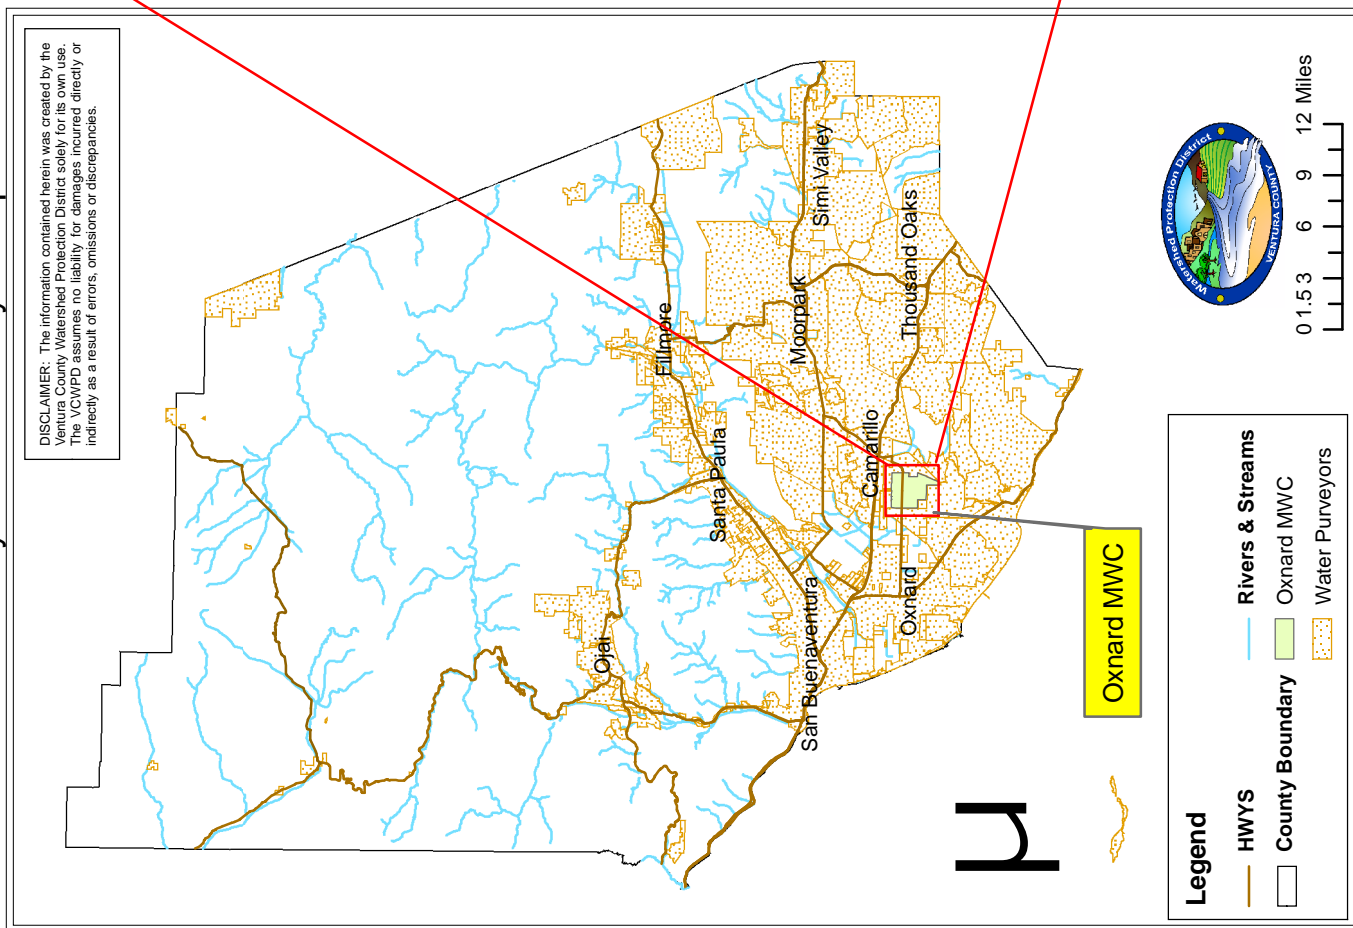 DISCLAIMER: The information contained herein was created by the
Ventura County Watershed Protection District solely for its own use.
The VCWPD assumes no liability for damages incurred directly or
indirectly as a result of errors, omissions or discrepancies.
Simi Valley
Thousand Oaks
Moorpark
Fillmore
Camarillo
Santa Paula
Oxnard
San Buenaventura
Ojai
Oxnard MWC
µ
Watershed Protection District
VENTURA COUNTY
0 1.5 3 6 9 12 Miles
Legend
HWYS
County Boundary
Rivers & Streams
Oxnard MWC
Water Purveyors